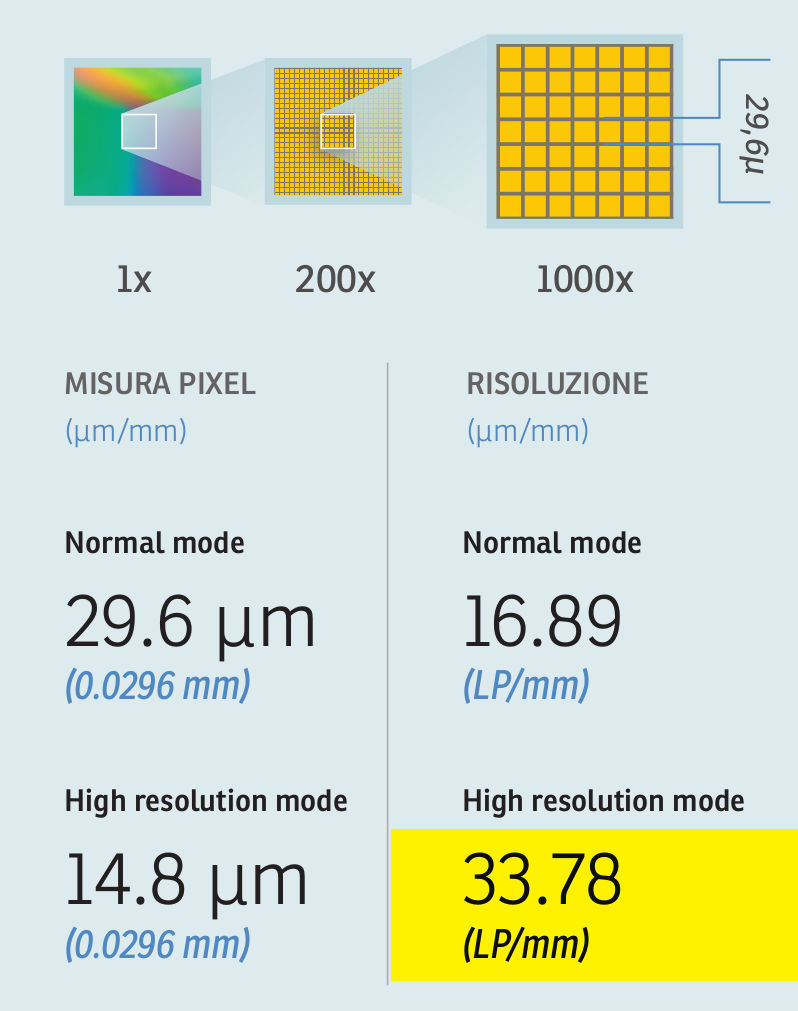 29,6µ
1x
200x
1000x
MISURA PIXEL
(µm/mm)
RISOLUZIONE
(µm/mm)
Normal mode
29.6 µm
(0.0296 mm)
Normal mode
16.89
(LP/mm)
High resolution mode
14.8 µm
(0.0296 mm)
High resolution mode
33.78
(LP/mm)